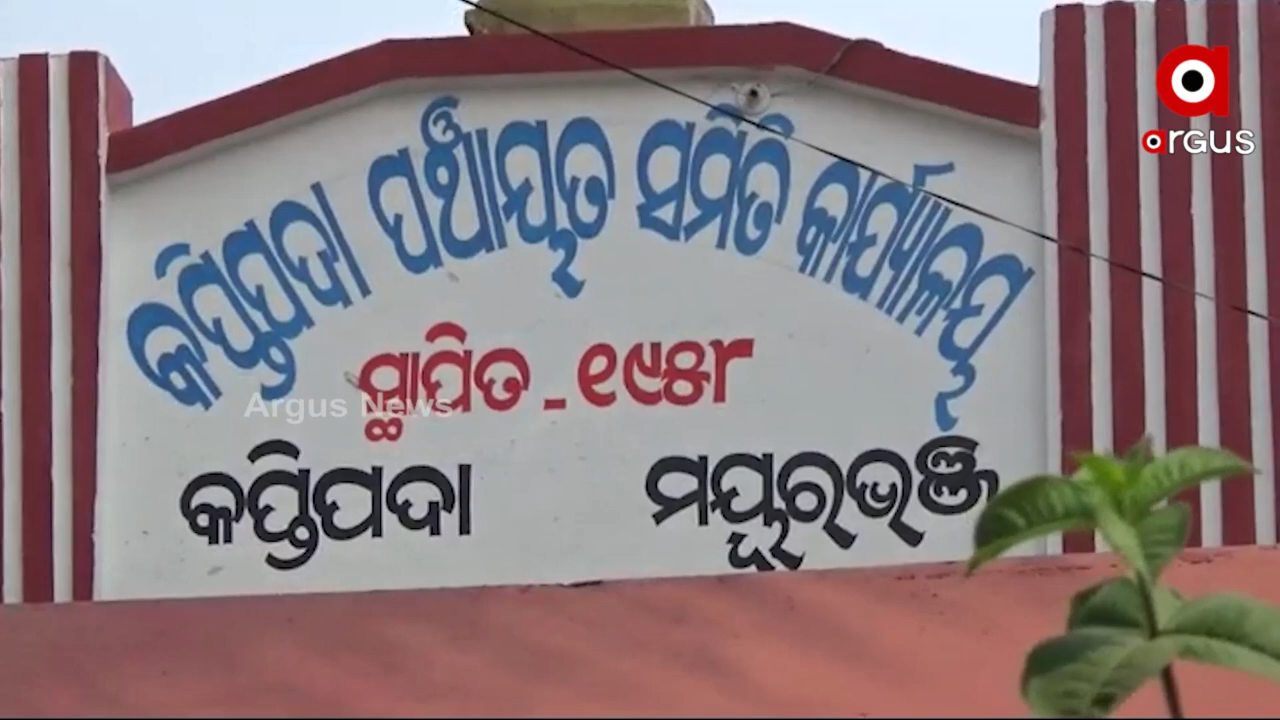 କପ୍ତିପଦା ପଞ୍ଚାୟତ ସମିତି କାର୍ଯ୍ୟାଳୟ
ସ୍ଥାପିତ - ୧୯୫୮
କପ୍ତିପଦା ମୟୂରଭଞ୍ଜ
Argus News
a
argus